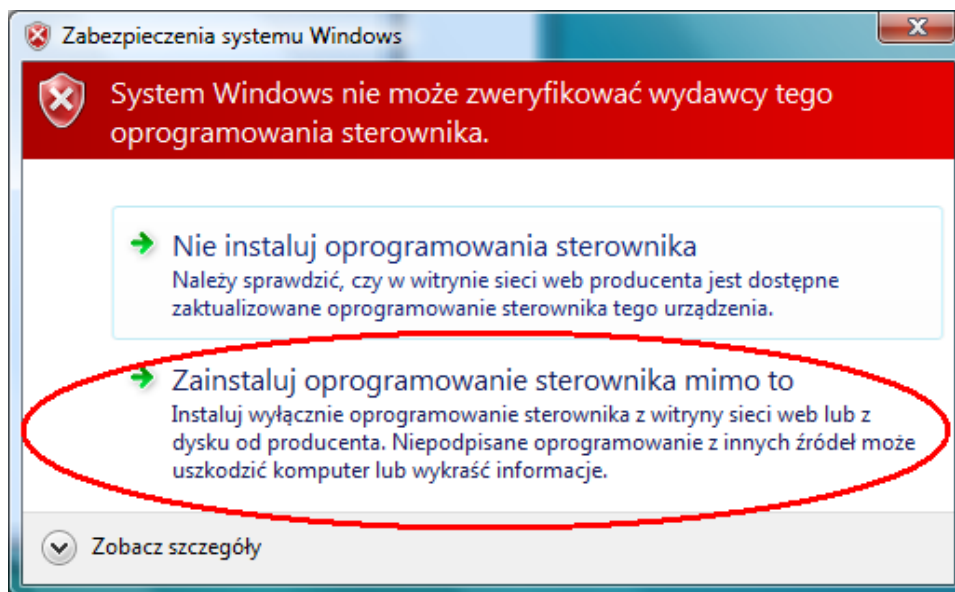 Zabezpieczenia systemu Windows
System Windows nie może zweryfikować wydawcy tego
oprogramowania sterownika.
Nie instaluj oprogramowania sterownika
Należy sprawdzić, czy w witrynie sieci web producenta jest dostępne
zaktualizowane oprogramowanie sterownika tego urządzenia.
Zainstaluj oprogramowanie sterownika mimo to
Instaluj wyłącznie oprogramowanie sterownika z witryny sieci web lub z
dysku od producenta. Niepodpisane oprogramowanie z innych źródeł może
uszkodzić komputer lub wykraść informacje.
Zobacz szczegóły